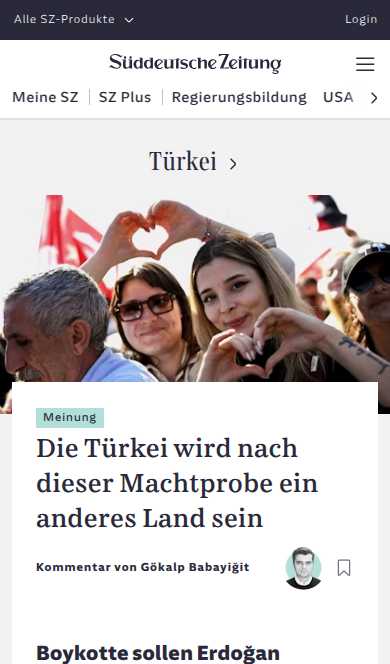 Alle SZ-Produkte Login
Süddeutsche Zeitung
Meine SZ SZ Plus Regierungsbildung USA
Türkei
Meinung
Die Türkei wird nach
dieser Machtprobe ein
anderes Land sein
Kommentar von Gökalp Babayiğit
Boykotte sollen Erdoğan